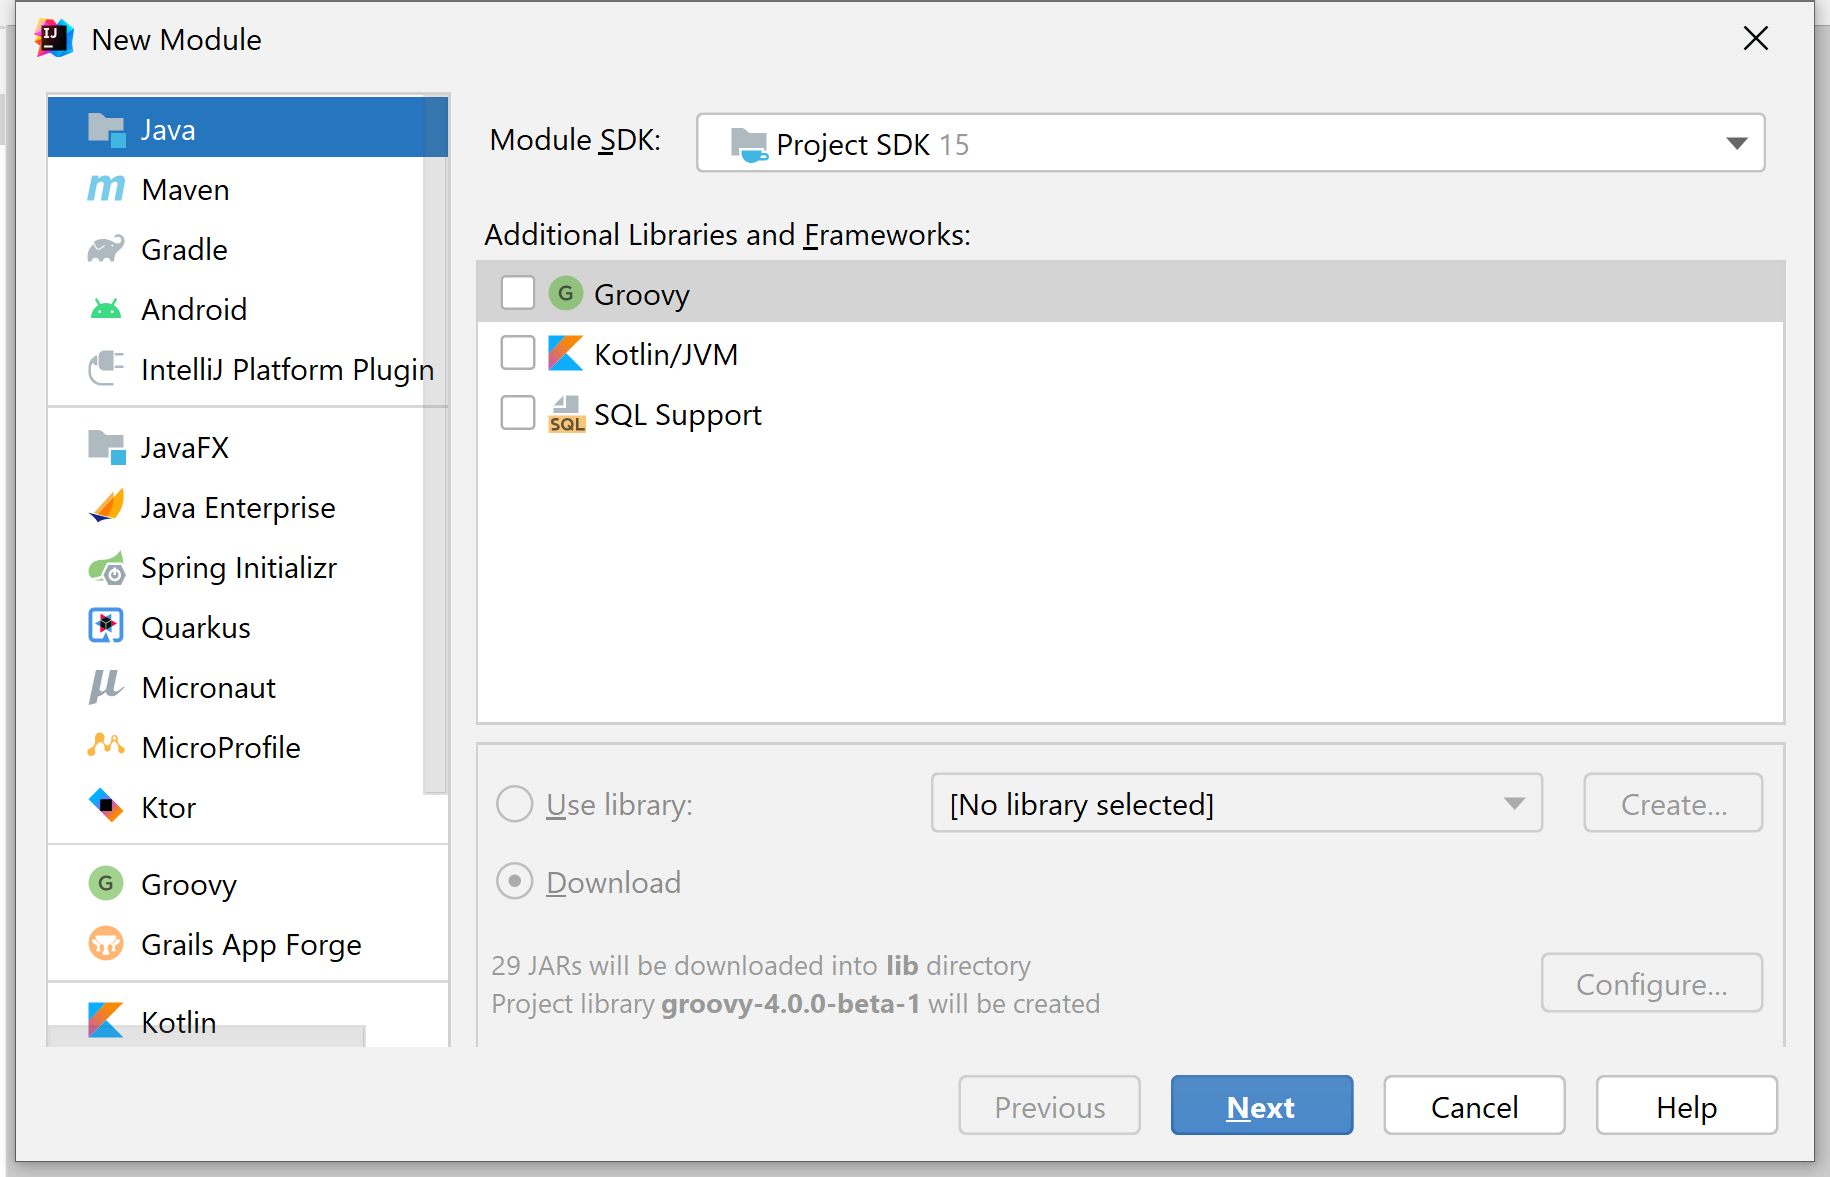 New Module
Java
Maven
Gradle
Android
IntelliJ Platform Plugin
JavaFX
Java Enterprise
Spring Initializr
Quarkus
Micronaut
MicroProfile
Ktor
Groovy
Grails App Forge
Kotlin
Module SDK:
Project SDK 15
Additional Libraries and Frameworks:
Groovy
Kotlin/JVM
SQL Support
Use library:
[No library selected]
Create...
Download
29 JARs will be downloaded into lib directory
Project library groovy-4.0.0-beta-1 will be created
Configure...
Previous
Next
Cancel
Help